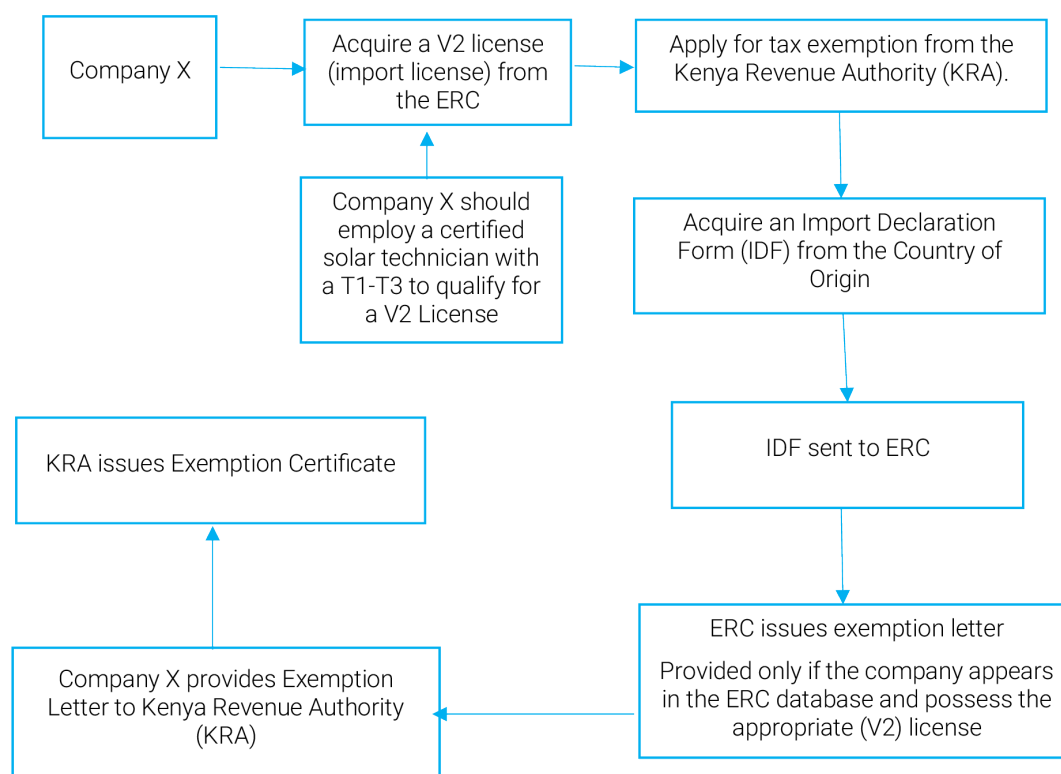 Company X
Acquire a V2 license
(import license) from
the ERC
Apply for tax exemption from the
Kenya Revenue Authority (KRA).
Company X should
employ a certified
solar technician with
a T1-T3 to qualify for
a V2 License
Acquire an Import Declaration
Form (IDF) from the Country of
Origin
IDF sent to ERC
ERC issues exemption letter
Provided only if the company appears
in the ERC database and possess the
appropriate (V2) license
Company X provides Exemption
Letter to Kenya Revenue Authority
(KRA)
KRA issues Exemption Certificate